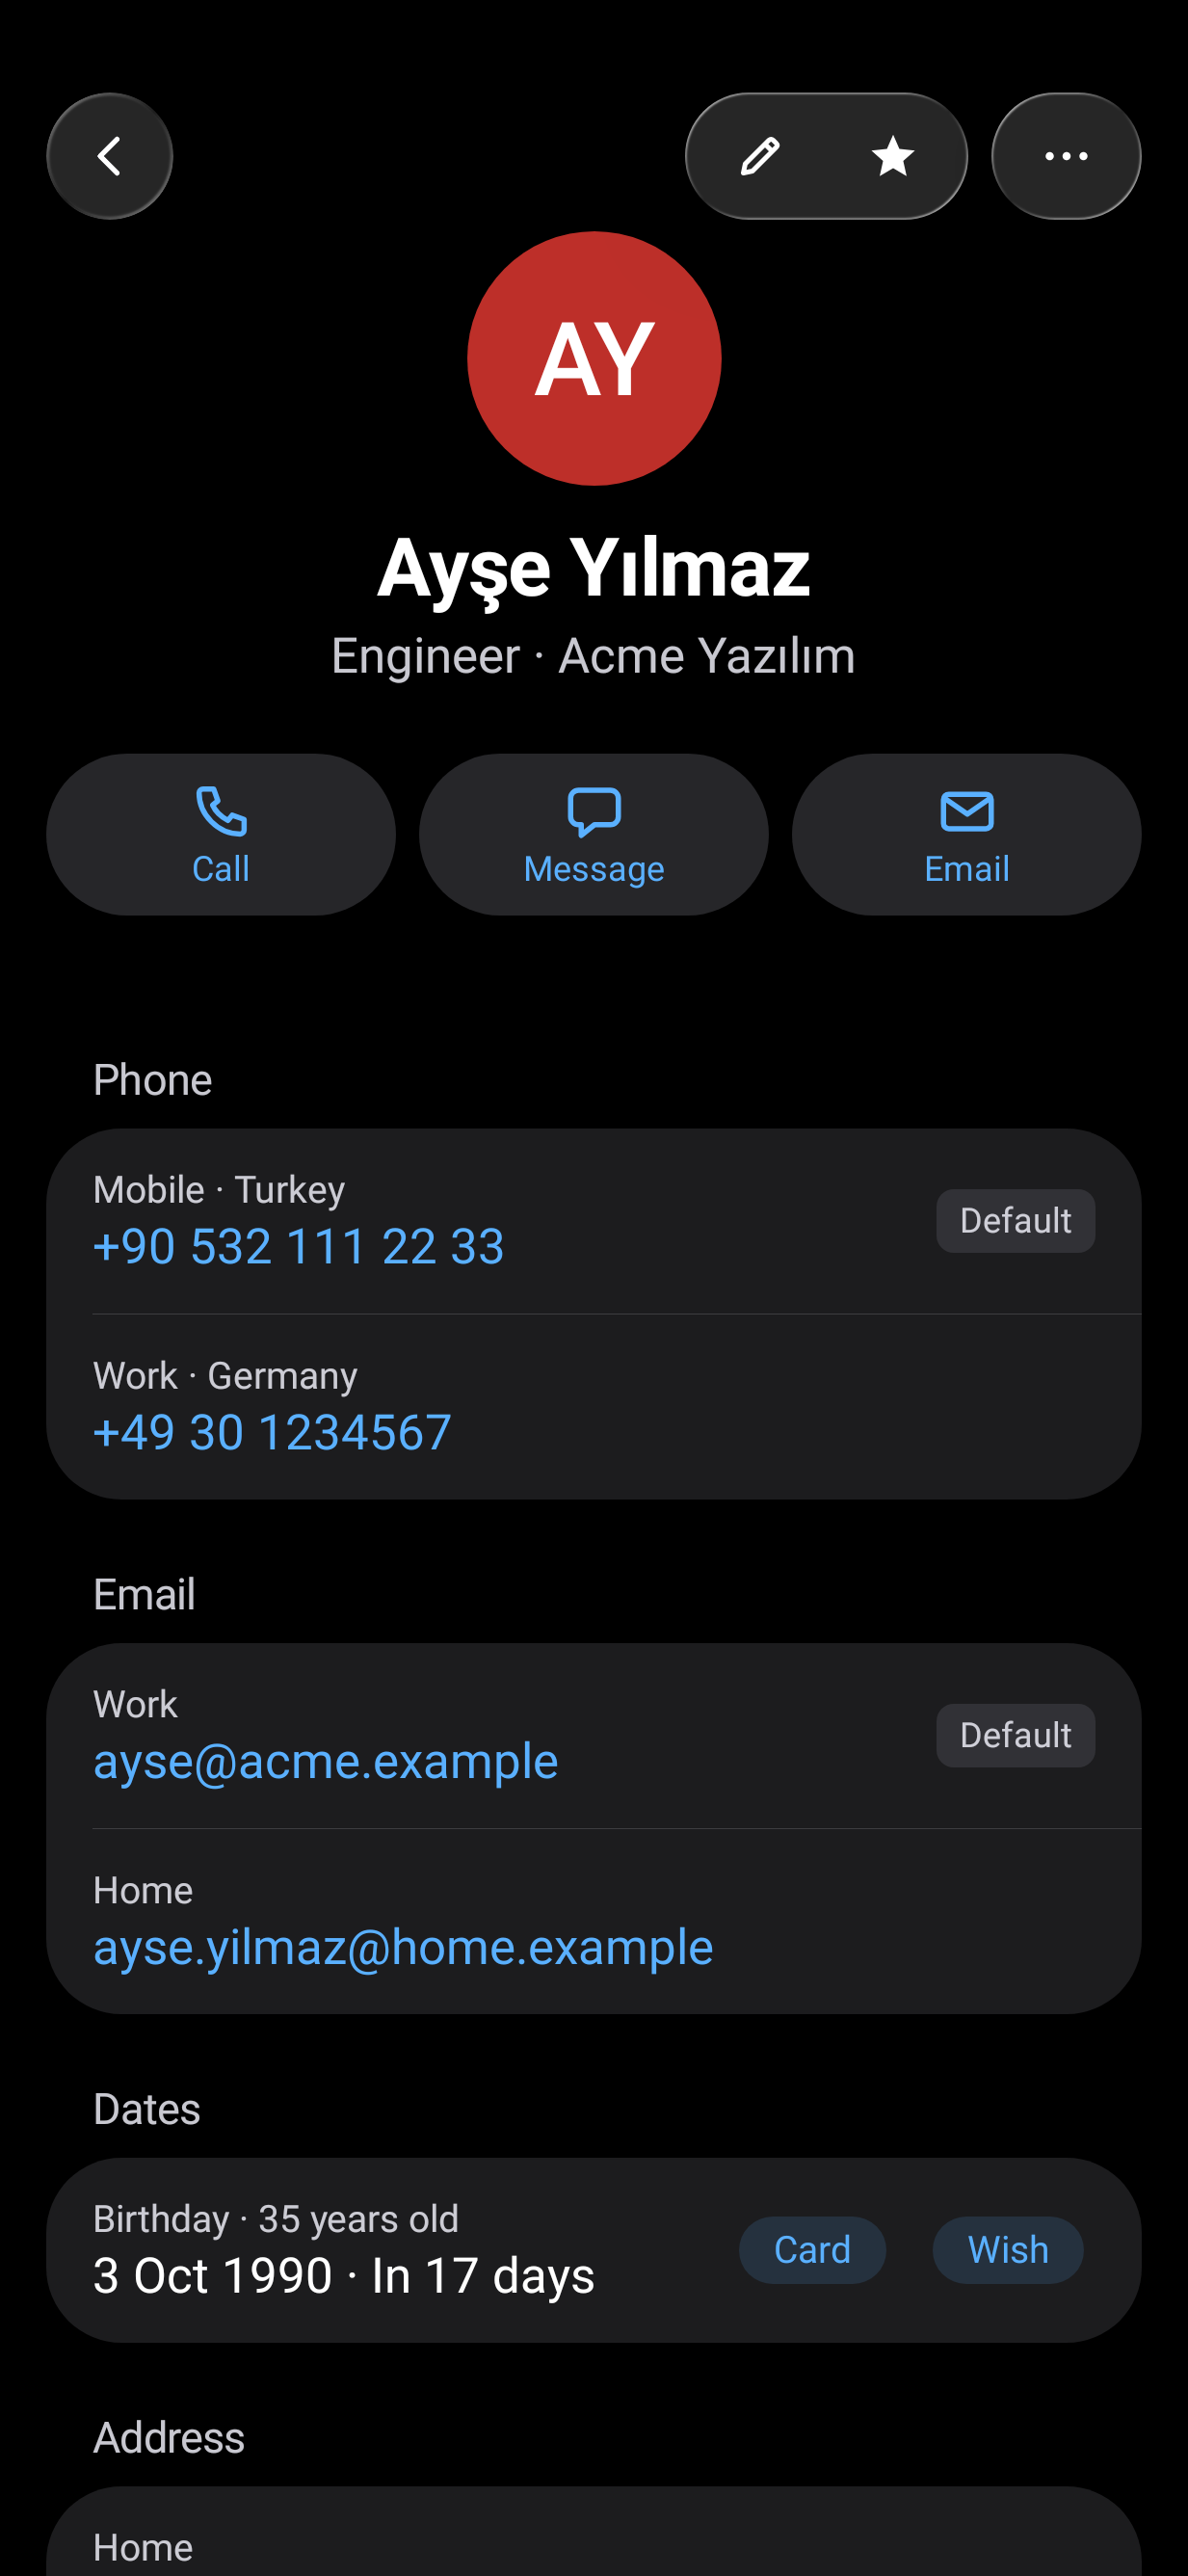 AY
Ayşe Yılmaz
Engineer · Acme Yazılım
Call
Message
Email
Phone
Mobile · Turkey
+90 532 111 22 33
Default
Work · Germany
+49 30 1234567
Email
Work
ayse@acme.example
Default
Home
ayse.yilmaz@home.example
Dates
Birthday · 35 years old
3 Oct 1990 · In 17 days
Card
Wish
Address
Home